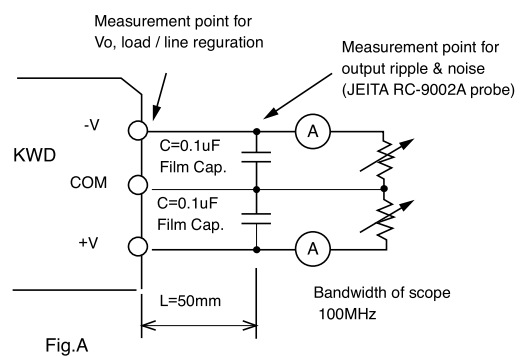 Measurement point for
Vo, load / line reguration
Measurement point for
output ripple & noise
(JEITA RC-9002A probe)
-V
A
C=0.1uF
Film Cap.
KWD
COM
C=0.1uF
Film Cap.
+V
A
L=50mm
Bandwidth of scope
100MHz
Fig.A